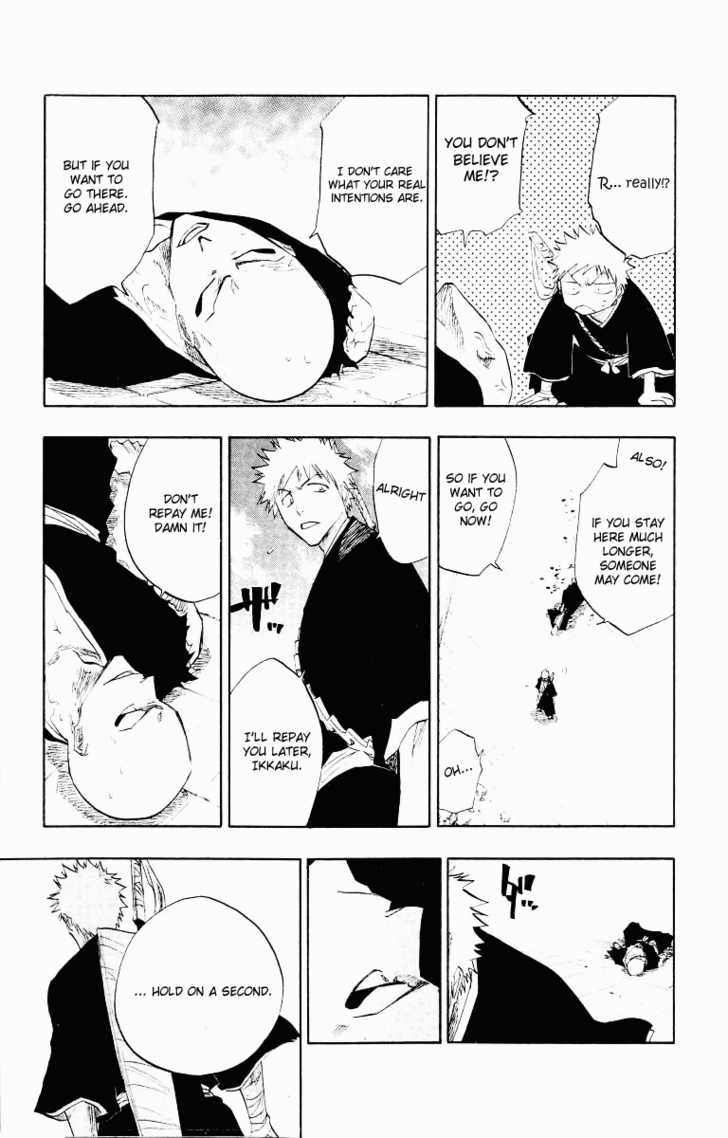 R... really!?
YOU DON'T
BELIEVE
ME!?
I DON'T CARE
WHAT YOUR REAL
INTENTIONS ARE.
BUT IF YOU
WANT TO
GO THERE.
GO AHEAD.
ALSO!
IF YOU STAY
HERE MUCH
LONGER,
SOMEONE
MAY COME!
SO IF YOU
WANT TO
GO, GO
NOW!
OH...
ALRIGHT
ザッ
I'LL REPAY
YOU LATER,
IKKAKU.
DON'T
REPAY ME!
DAMN IT!
... HOLD ON A SECOND.